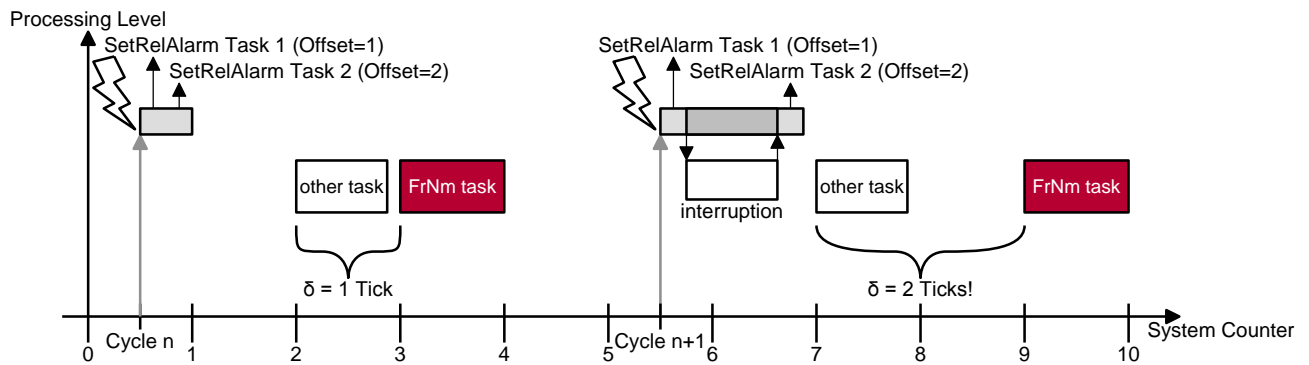 Processing Level
SetRelAlarm Task 1 (Offset=1)
SetRelAlarm Task 2 (Offset=2)
SetRelAlarm Task 1 (Offset=1)
SetRelAlarm Task 2 (Offset=2)
other task
FrNm task
interruption
other task
FrNm task
δ = 1 Tick
δ = 2 Ticks!
System Counter
Cycle n
Cycle n+1
0 1 2 3 4 5 6 7 8 9 10